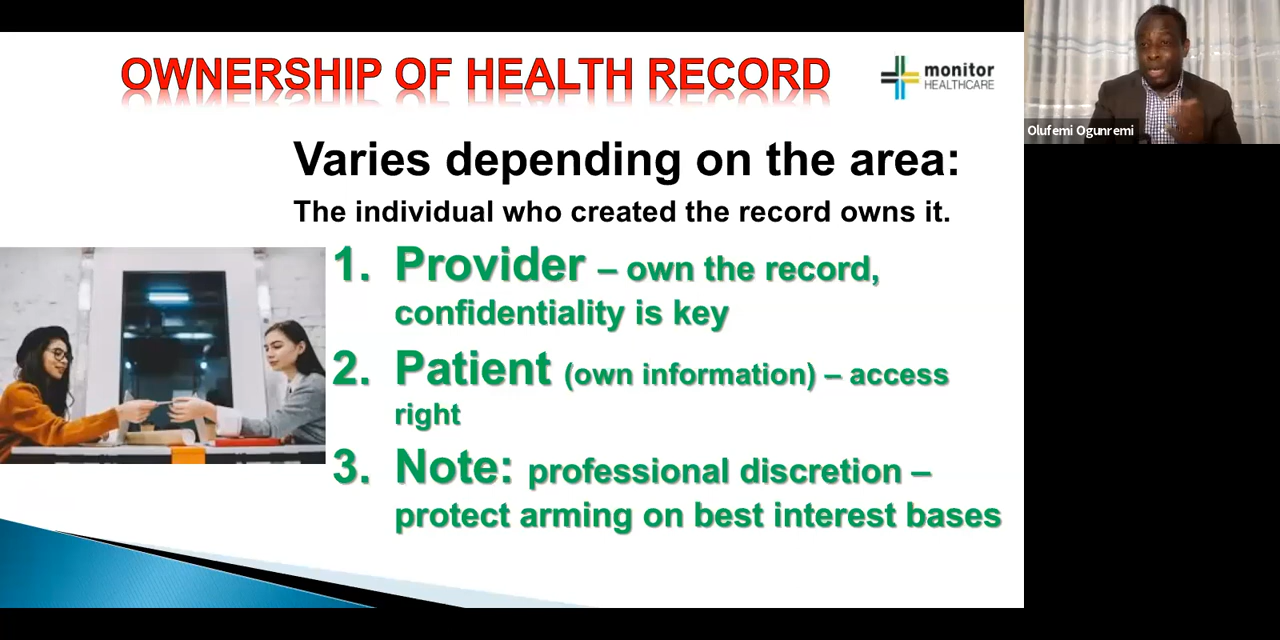 OWNERSHIP OF HEALTH RECORD
monitor
HEALTHCARE
Olufemi Ogunremi
Varies depending on the area:
The individual who created the record owns it.
1. Provider – own the record,
confidentiality is key
2. Patient (own information) – access
right
3. Note: professional discretion –
protect arming on best interest bases